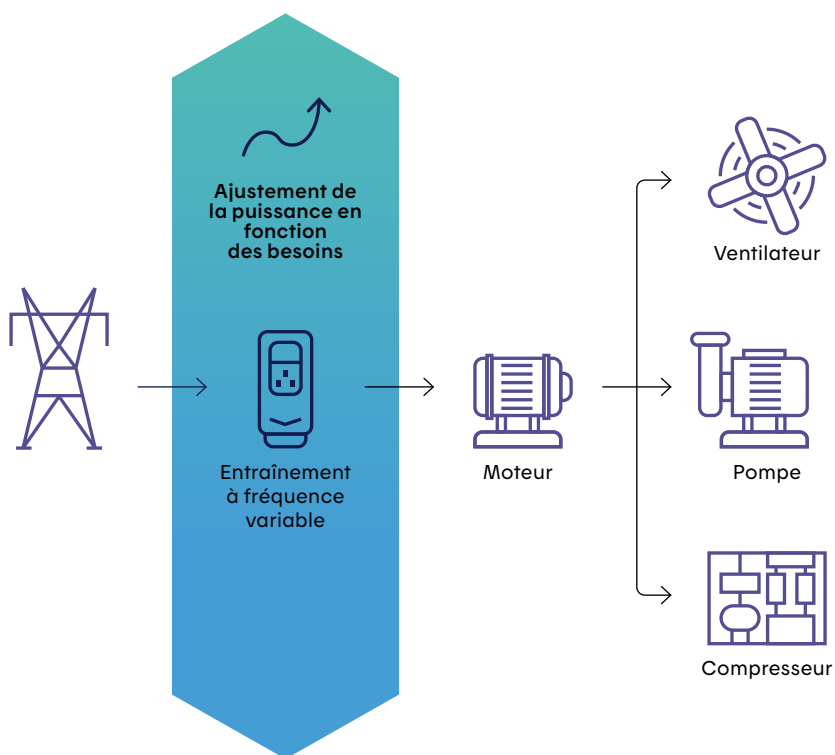 Ajustement de
la puissance en
fonction
des besoins
Ventilateur
Entraînement
à fréquence
variable
Moteur
Pompe
Compresseur